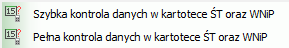 Szybka kontrola danych w kartotece ŚT oraz WNiP
Pełna kontrola danych w kartotece ŚT oraz WNiP